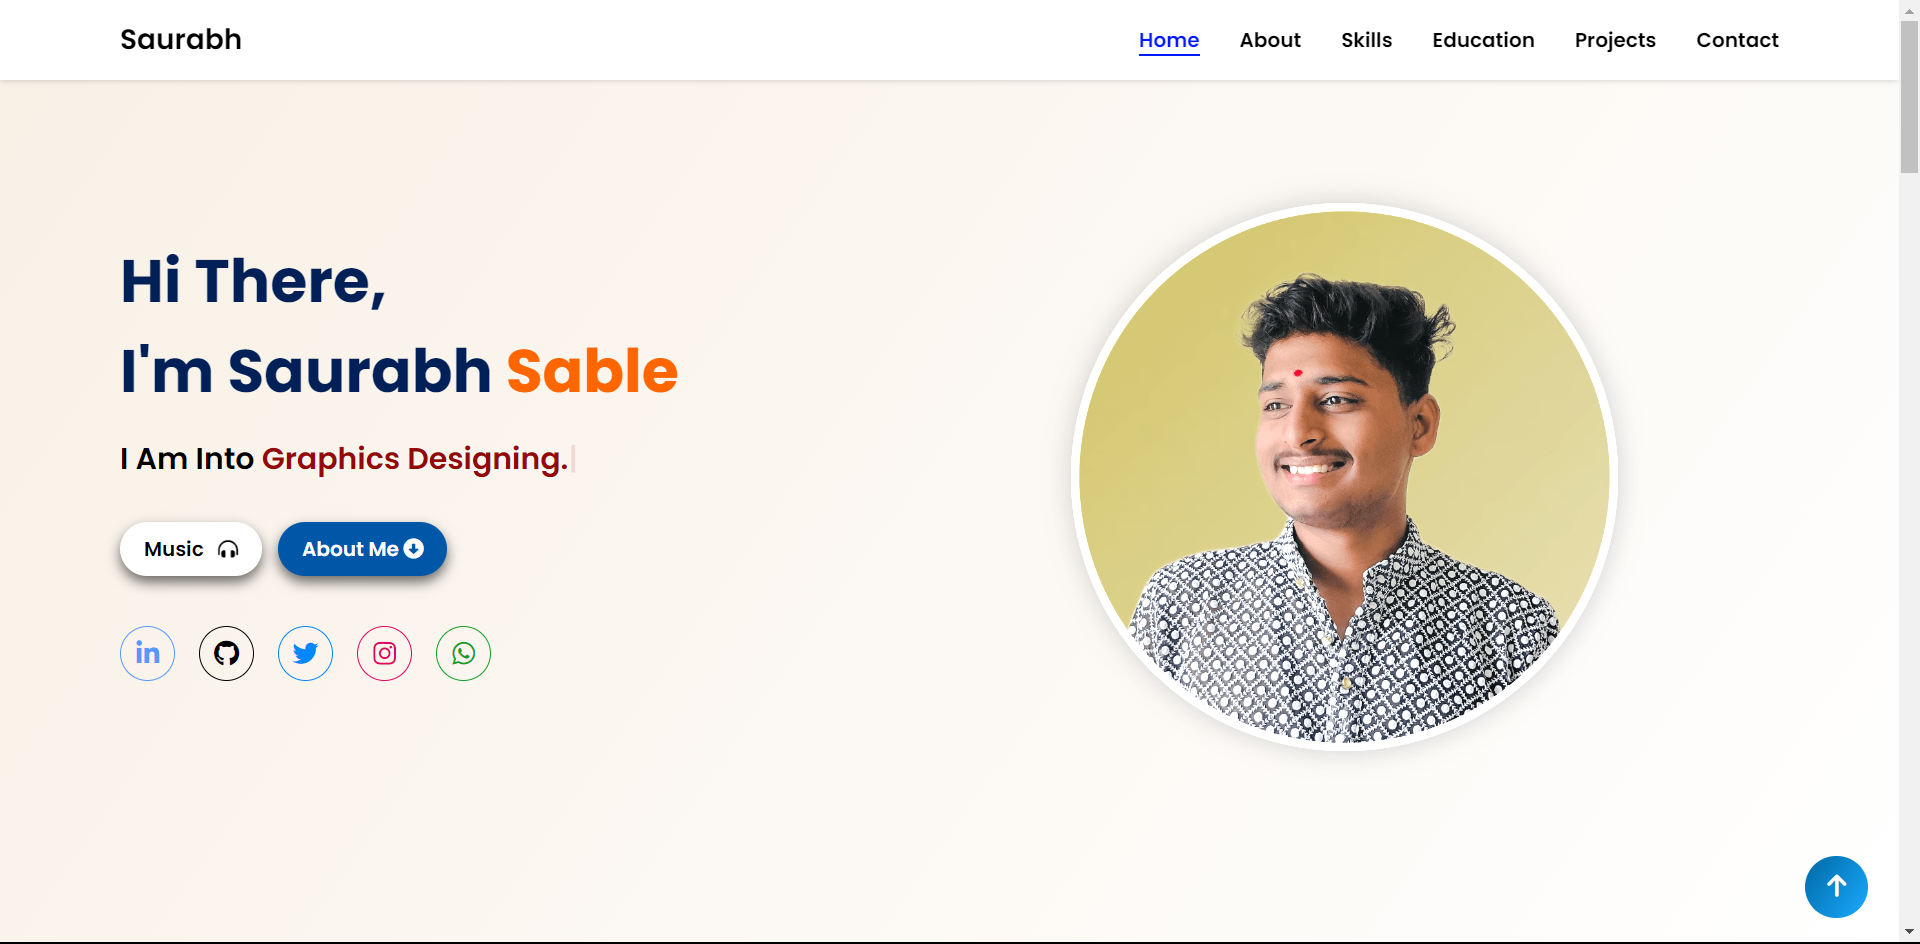 Saurabh
Home About Skills Education Projects Contact
Hi There,
I'm Saurabh Sable
I Am Into Graphics Designing.
Music About Me
in